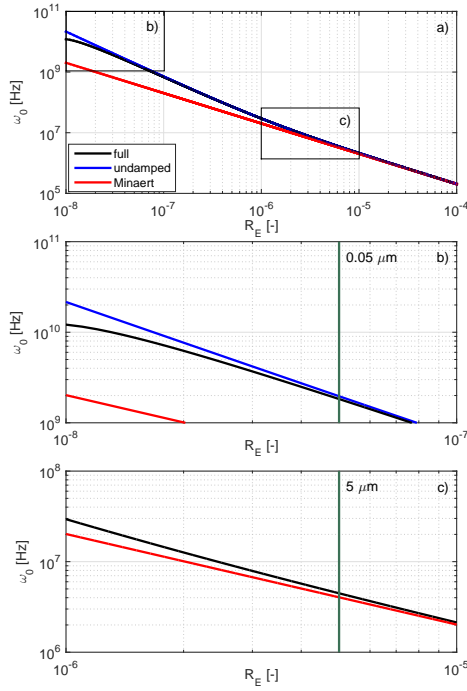 10^11
b)
a)
10^9
ω_0 [Hz]
10^7
c)
full
undamped
Minaert
10^5
10^-8
10^-7
10^-6
10^-5
10^-4
R_E [-]
10^11
0.05 μm
b)
10^10
ω_0 [Hz]
10^9
10^-8
10^-7
R_E [-]
10^8
5 μm
c)
10^7
ω_0 [Hz]
10^6
10^-6
10^-5
R_E [-]